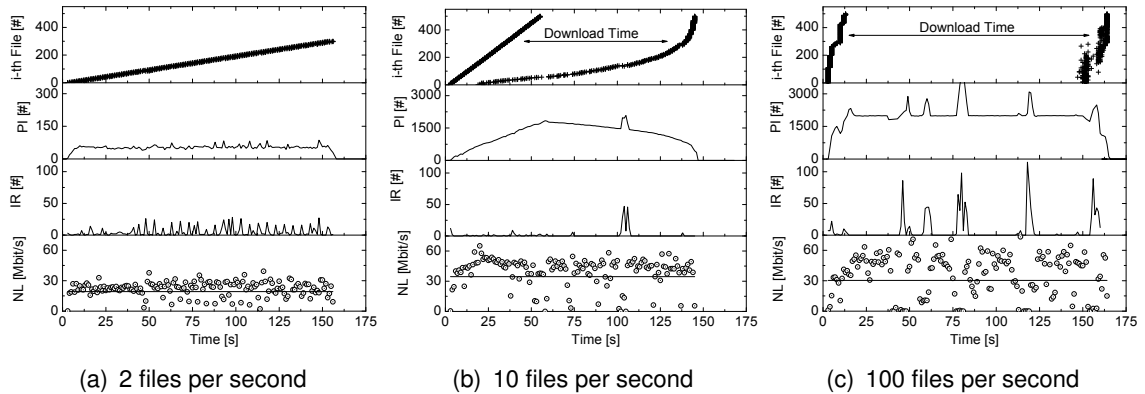 500
400
300
200
100
0
i-th File [#]
300
150
0
PI [#]
100
50
0
IR [#]
60
30
0
NL [Mbit/s]
0 25 50 75 100 125 150 175
Time [s]
(a) 2 files per second
Download Time
400
200
0
i-th File [#]
3000
1500
0
PI [#]
100
50
0
IR [#]
60
30
0
NL [Mbit/s]
0 25 50 75 100 125 150 175
Time [s]
(b) 10 files per second
Download Time
400
200
0
i-th File [#]
3000
1500
0
PI [#]
100
50
0
IR [#]
60
30
0
NL [Mbit/s]
0 25 50 75 100 125 150 175
Time [s]
(c) 100 files per second